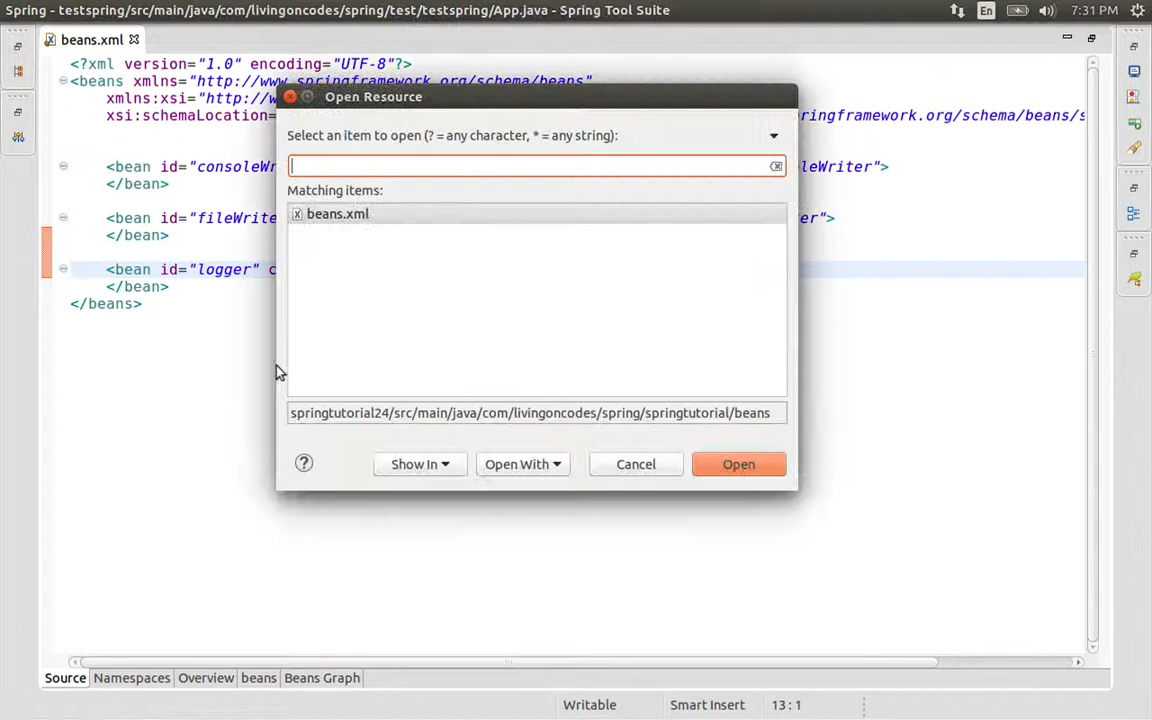 Spring - testspring/src/main/java/com/livingoncodes/spring/test/testspring/App.java - Spring Tool Suite
En
7:31 PM
beans.xml
<?xml version="1.0" encoding="UTF-8"?>
<beans xmlns="http://www.springframework.org/schema/beans"
xmlns:xsi="http://w
xsi:schemaLocation= ringframework.org/schema/beans/s
<bean id="consoleWr leWriter">
</bean>
<bean id="fileWrite er">
</bean>
<bean id="logger" c
</bean>
</beans>
Open Resource
Select an item to open (? = any character, * = any string):
Matching items:
beans.xml
springtutorial24/src/main/java/com/livingoncodes/spring/springtutorial/beans
Show In
Open With
Cancel
Open
Source
Namespaces
Overview
beans
Beans Graph
Writable
Smart Insert
13 : 1